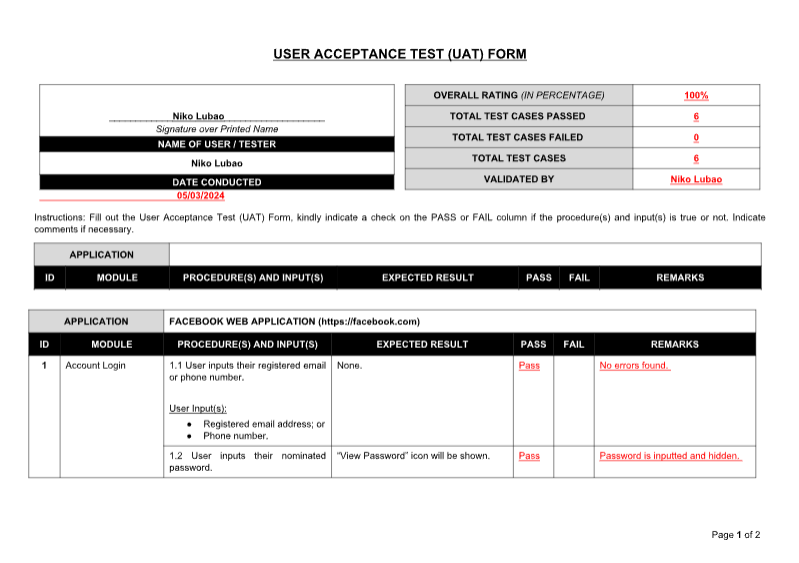 USER ACCEPTANCE TEST (UAT) FORM
Niko Lubao
Signature over Printed Name
NAME OF USER / TESTER
Niko Lubao
DATE CONDUCTED
05/03/2024
OVERALL RATING (IN PERCENTAGE) 100%
TOTAL TEST CASES PASSED 6
TOTAL TEST CASES FAILED 0
TOTAL TEST CASES 6
VALIDATED BY Niko Lubao
Instructions: Fill out the User Acceptance Test (UAT) Form, kindly indicate a check on the PASS or FAIL column if the procedure(s) and input(s) is true or not. Indicate
comments if necessary.
APPLICATION
ID MODULE PROCEDURE(S) AND INPUT(S) EXPECTED RESULT PASS FAIL REMARKS
APPLICATION FACEBOOK WEB APPLICATION (https://facebook.com)
ID MODULE PROCEDURE(S) AND INPUT(S) EXPECTED RESULT PASS FAIL REMARKS
1 Account Login 1.1 User inputs their registered email None. Pass No errors found.
or phone number.
User Input(s):
● Registered email address; or
● Phone number.
1.2 User inputs their nominated “View Password” icon will be shown. Pass Password is inputted and hidden.
password.
Page 1 of 2